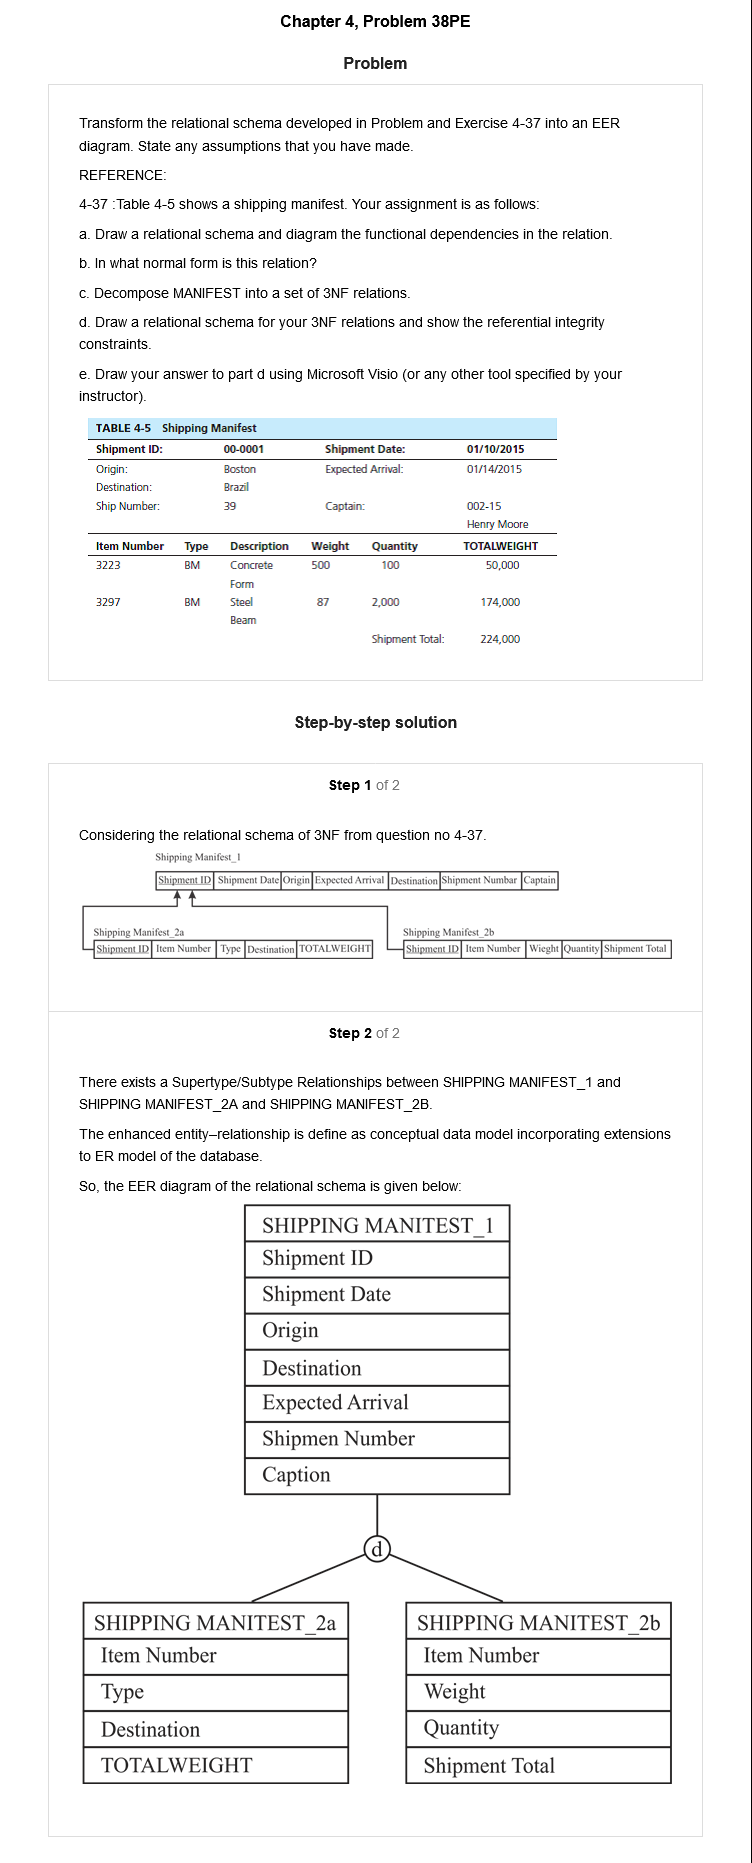 Chapter 4, Problem 38PE
Problem
Transform the relational schema developed in Problem and Exercise 4-37 into an EER
diagram. State any assumptions that you have made.
REFERENCE:
4-37 :Table 4-5 shows a shipping manifest. Your assignment is as follows:
a. Draw a relational schema and diagram the functional dependencies in the relation.
b. In what normal form is this relation?
c. Decompose MANIFEST into a set of 3NF relations.
d. Draw a relational schema for your 3NF relations and show the referential integrity
constraints.
e. Draw your answer to part d using Microsoft Visio (or any other tool specified by your
instructor).
TABLE 4-5 Shipping Manifest
Shipment ID: 00-0001 Shipment Date: 01/10/2015
Origin: Boston Expected Arrival: 01/14/2015
Destination: Brazil
Ship Number: 39 Captain: 002-15
Henry Moore
Item Number Type Description Weight Quantity TOTALWEIGHT
3223 BM Concrete 500 100 50,000
Form
3297 BM Steel 87 2,000 174,000
Beam
Shipment Total: 224,000
Step-by-step solution
Step 1 of 2
Considering the relational schema of 3NF from question no 4-37.
Shipping Manifest_1
Shipment ID Shipment Date Origin Expected Arrival Destination Shipment Numbar Captain
Shipping Manifest_2a Shipping Manifest_2b
Shipment ID Item Number Type Destination TOTALWEIGHT Shipment ID Item Number Wieght Quantity Shipment Total
Step 2 of 2
There exists a Supertype/Subtype Relationships between SHIPPING MANIFEST_1 and
SHIPPING MANIFEST_2A and SHIPPING MANIFEST_2B.
The enhanced entity–relationship is define as conceptual data model incorporating extensions
to ER model of the database.
So, the EER diagram of the relational schema is given below:
SHIPPING MANITEST_1
Shipment ID
Shipment Date
Origin
Destination
Expected Arrival
Shipmen Number
Caption
d
SHIPPING MANITEST_2a SHIPPING MANITEST_2b
Item Number Item Number
Type Weight
Destination Quantity
TOTALWEIGHT Shipment Total